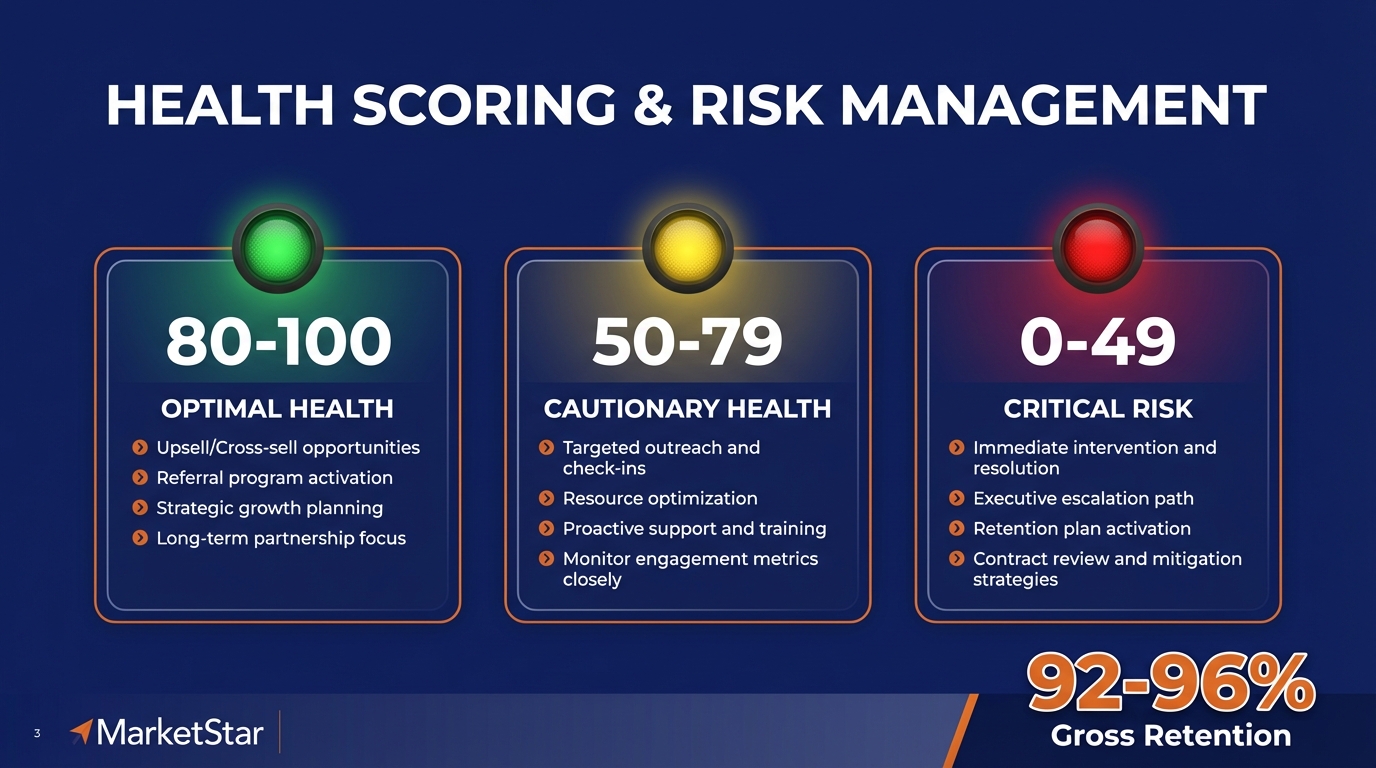 HEALTH SCORING & RISK MANAGEMENT
80-100
OPTIMAL HEALTH
Upsell/Cross-sell opportunities
Referral program activation
Strategic growth planning
Long-term partnership focus
50-79
CAUTIONARY HEALTH
Targeted outreach and
check-ins
Resource optimization
Proactive support and training
Monitor engagement metrics
closely
0-49
CRITICAL RISK
Immediate intervention and
resolution
Executive escalation path
Retention plan activation
Contract review and mitigation
strategies
92-96%
Gross Retention
3
MarketStar